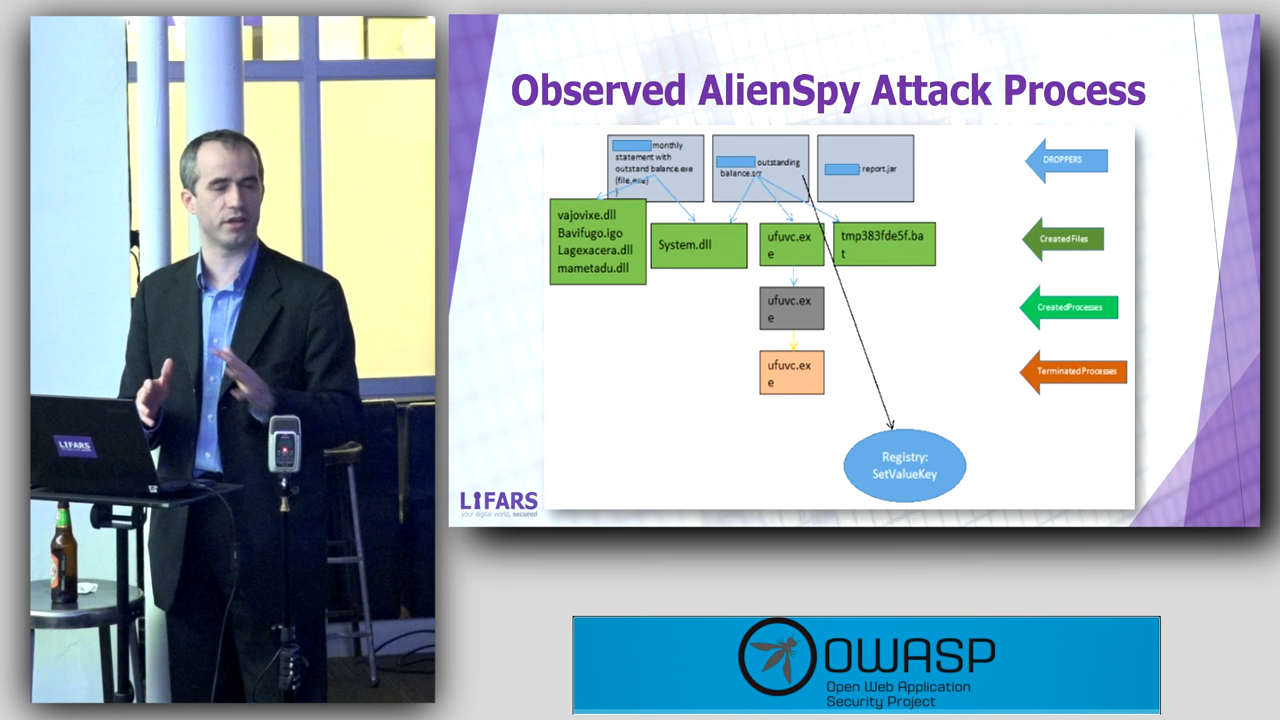 Observed AlienSpy Attack Process
monthly
statement with
outstand balance.exe
(file.exe)
)
outstanding
balance.scr
report.jar
DROPPERS
vajovixe.dll
Bavifugo.igo
Lagexacera.dll
mametadu.dll
System.dll
ufuvc.ex
e
tmp383fde5f.ba
t
CreatedFiles
ufuvc.ex
e
CreatedProcesses
ufuvc.ex
e
TerminatedProcesses
Registry:
SetValueKey
LIFARS
your digital world, secured
LIFARS
OWASP
Open Web Application
Security Project